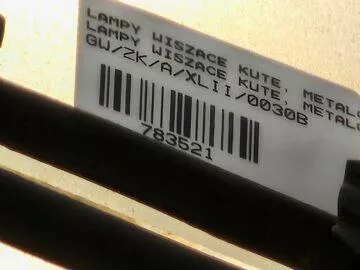 LAMPY WISZACE KUTE, METALO
LAMPY WISZACE KUTE, METALO
GW/ZK/A/XLII/0030B
783521